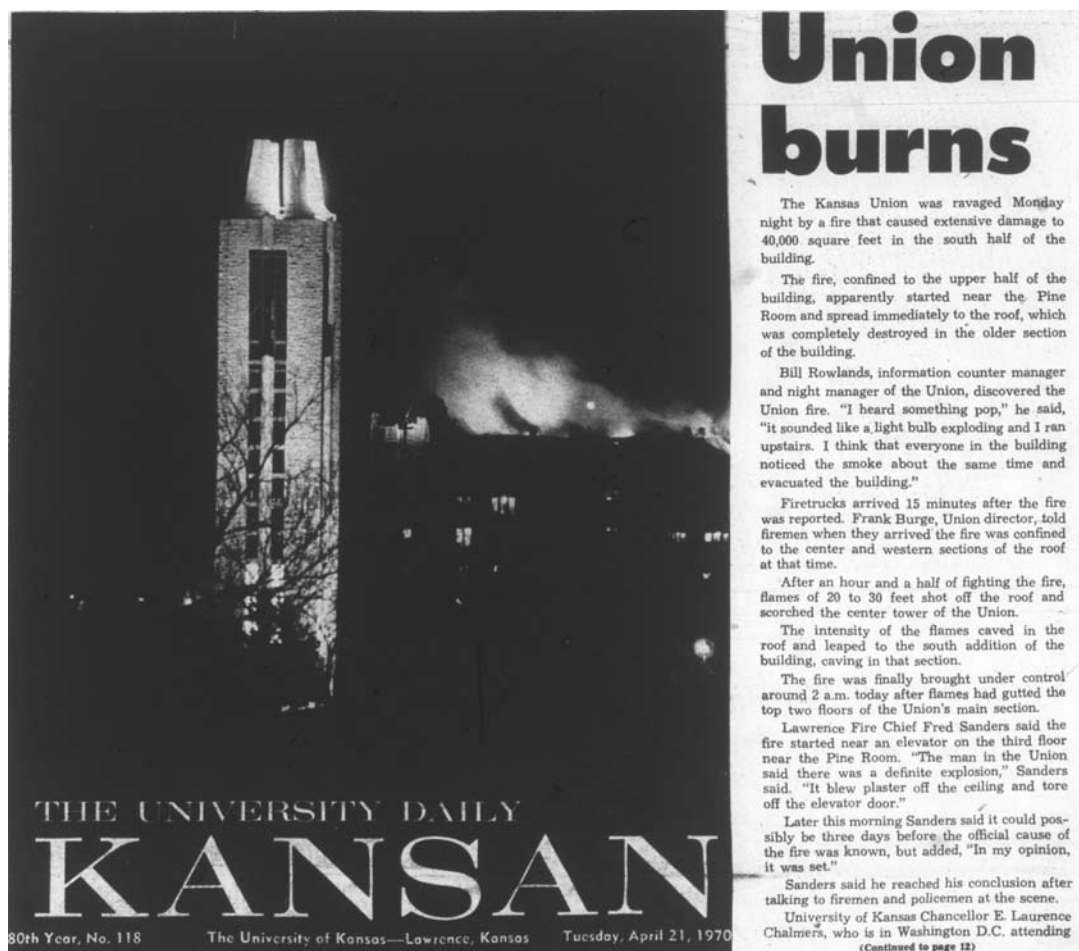 Union
burns
The Kansas Union was ravaged Monday
night by a fire that caused extensive damage to
40,000 square feet in the south half of the
building.
The fire, confined to the upper half of the
building, apparently started near the Pine
Room and spread immediately to the roof, which
was completely destroyed in the older section
of the building.
Bill Rowlands, information counter manager
and night manager of the Union, discovered the
Union fire. “I heard something pop,” he said,
“it sounded like a light bulb exploding and I ran
upstairs. I think that everyone in the building
noticed the smoke about the same time and
evacuated the building.”
Firetrucks arrived 15 minutes after the fire
was reported. Frank Burge, Union director, told
firemen when they arrived the fire was confined
to the center and western sections of the roof
at that time.
After an hour and a half of fighting the fire,
flames of 20 to 30 feet shot off the roof and
scorched the center tower of the Union.
The intensity of the flames caved in the
roof and leaped to the south addition of the
building, caving in that section.
The fire was finally brought under control
around 2 a.m. today after flames had gutted the
top two floors of the Union's main section.
Lawrence Fire Chief Fred Sanders said the
fire started near an elevator on the third floor
near the Pine Room. “The man in the Union
said there was a definite explosion,” Sanders
said. “It blew plaster off the ceiling and tore
off the elevator door.”
Later this morning Sanders said it could pos-
sibly be three days before the official cause of
the fire was known, but added, “In my opinion,
it was set.”
Sanders said he reached his conclusion after
talking to firemen and policemen at the scene.
University of Kansas Chancellor E. Laurence
Chalmers, who is in Washington D.C. attending
(Continued to page 12)
THE UNIVERSITY DAILY
KANSAN
80th Year, No. 118 The University of Kansas—Lawrence, Kansas Tuesday, April 21, 1970